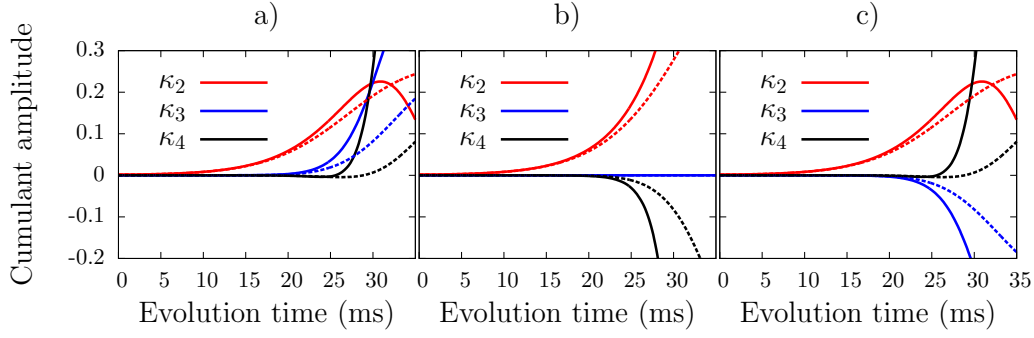 a) b) c)
Cumulant amplitude
0.3
0.2
0.1
0
-0.1
-0.2
κ2 κ2 κ2
κ3 κ3 κ3
κ4 κ4 κ4
0 5 10 15 20 25 30 0 5 10 15 20 25 30 0 5 10 15 20 25 30 35
Evolution time (ms) Evolution time (ms) Evolution time (ms)